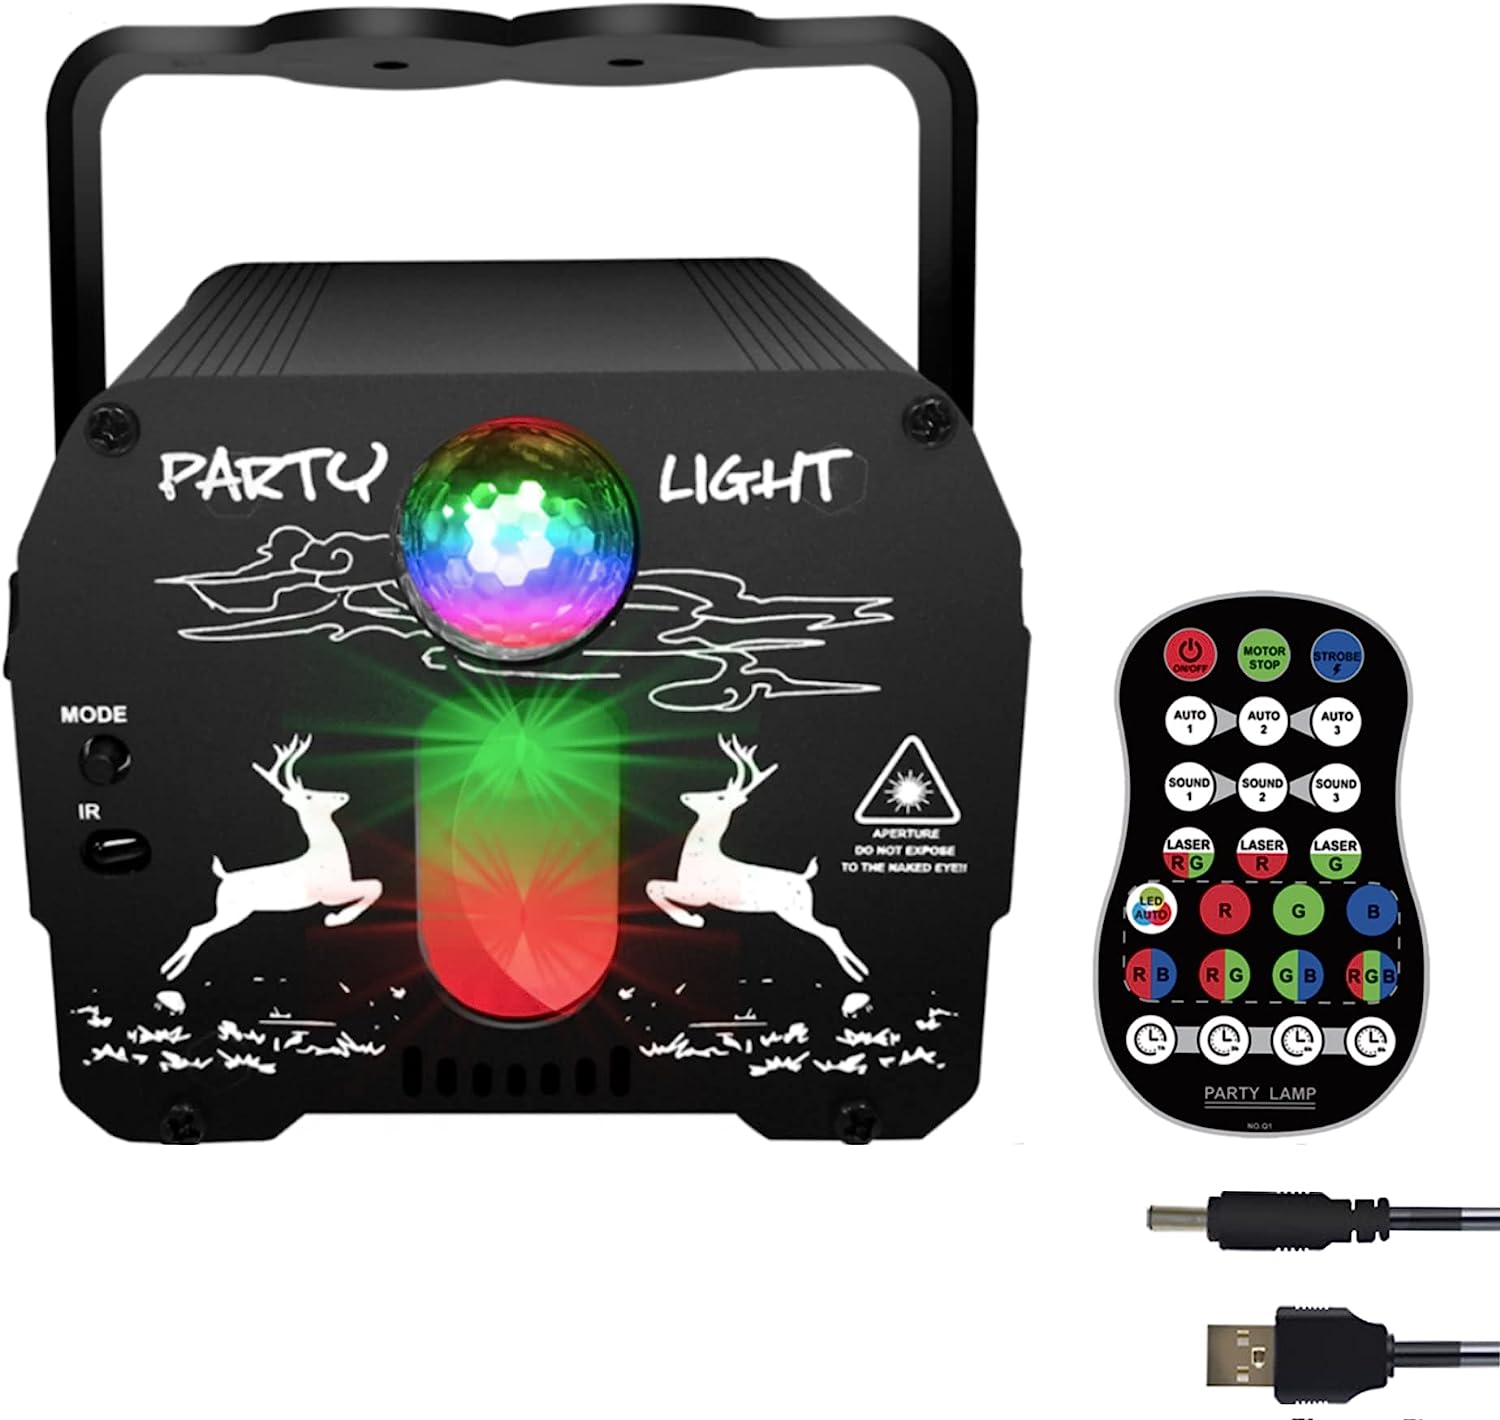 PARTY LIGHT
MODE
IR
APERTURE
DO NOT EXPOSE
TO THE NAKED EYE!!
ON/OFF
MOTOR
STOP
STROBE
AUTO
1
AUTO
2
AUTO
3
SOUND
1
SOUND
2
SOUND
3
LASER
R G
LASER
R
LASER
G
LED
AUTO
R
G
B
R B
R G
G B
R G B
PARTY LAMP
NO.Q1